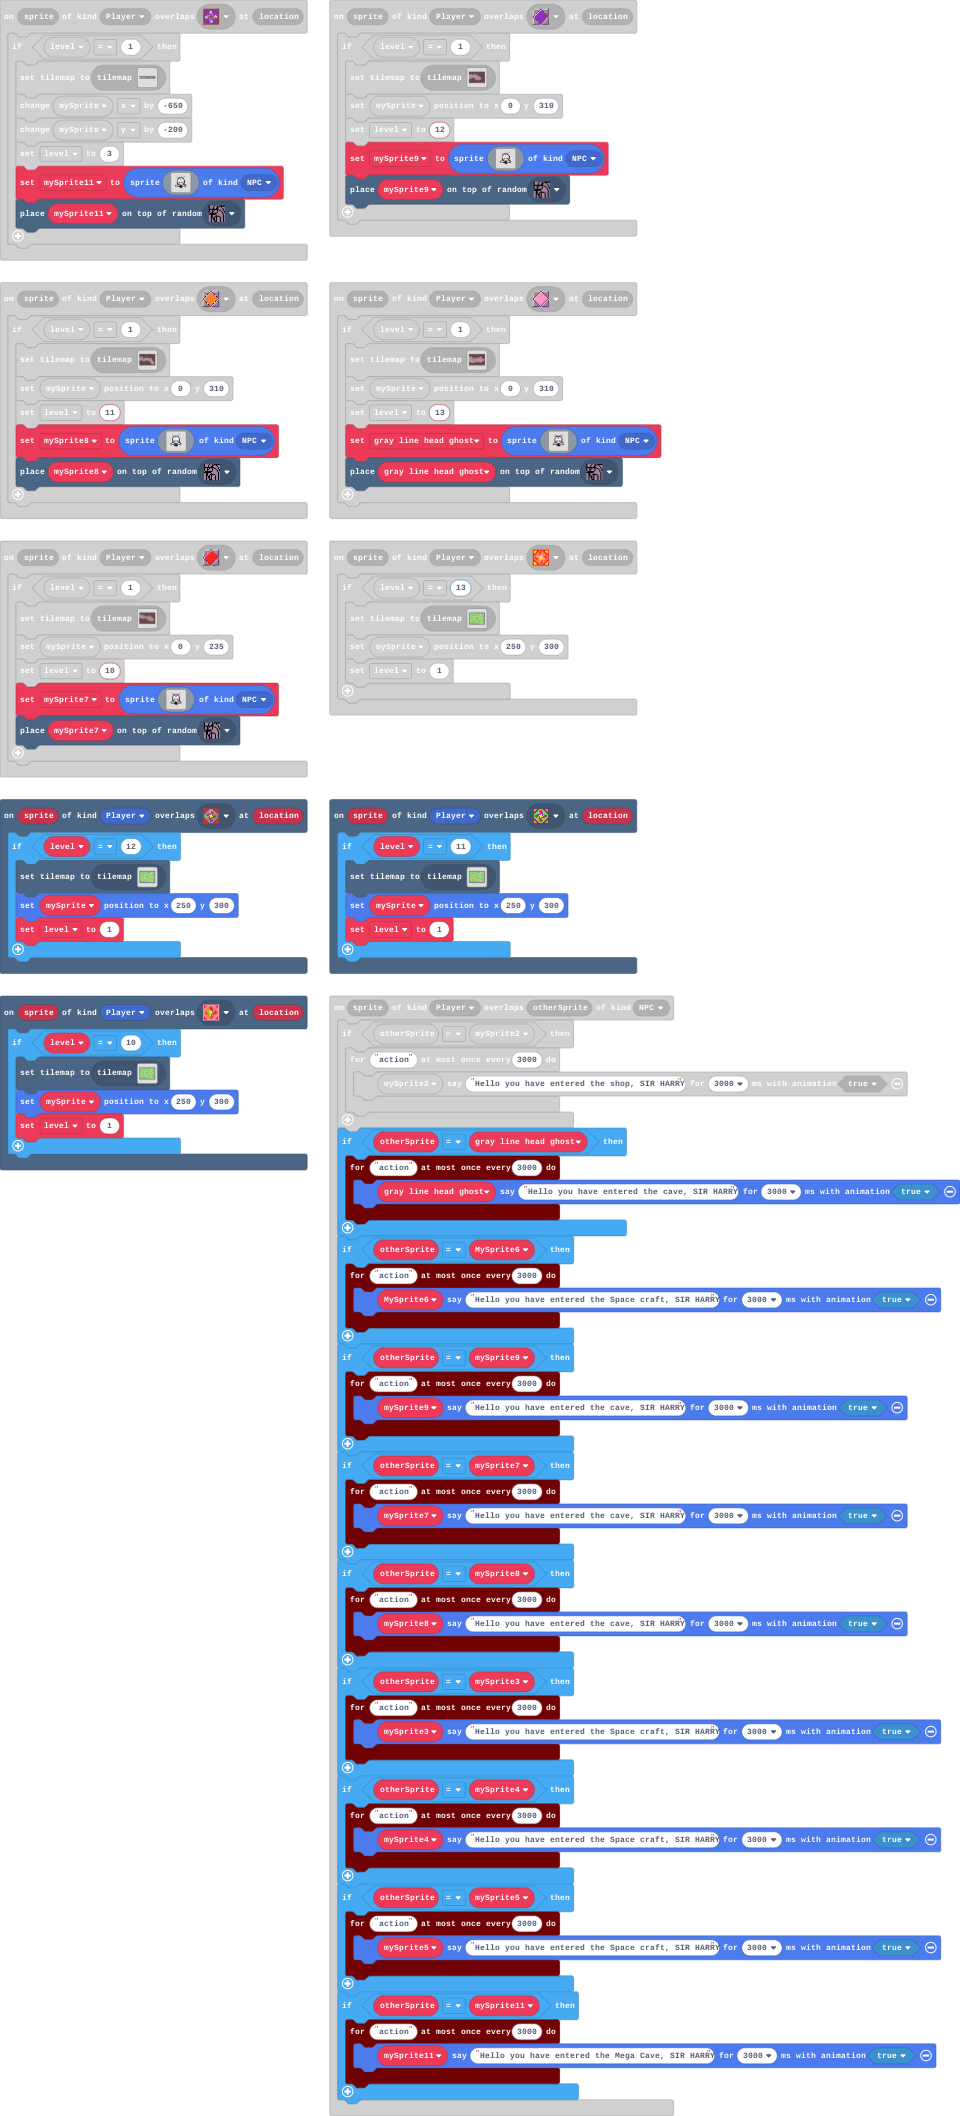 on sprite of kind Player overlaps at location
if level = 1 then
set tilemap to tilemap
change mySprite x by -650
change mySprite y by -200
set level to 3
set mySprite11 to sprite of kind NPC
place mySprite11 on top of random
on sprite of kind Player overlaps at location
if level = 1 then
set tilemap to tilemap
set mySprite position to x 0 y 310
set level to 12
set mySprite9 to sprite of kind NPC
place mySprite9 on top of random
on sprite of kind Player overlaps at location
if level = 1 then
set tilemap to tilemap
set mySprite position to x 0 y 310
set level to 11
set mySprite8 to sprite of kind NPC
place mySprite8 on top of random
on sprite of kind Player overlaps at location
if level = 1 then
set tilemap to tilemap
set mySprite position to x 0 y 310
set level to 13
set gray line head ghost to sprite of kind NPC
place gray line head ghost on top of random
on sprite of kind Player overlaps at location
if level = 1 then
set tilemap to tilemap
set mySprite position to x 0 y 235
set level to 10
set mySprite7 to sprite of kind NPC
place mySprite7 on top of random
on sprite of kind Player overlaps at location
if level = 13 then
set tilemap to tilemap
set mySprite position to x 250 y 300
set level to 1
on sprite of kind Player overlaps at location
if level = 12 then
set tilemap to tilemap
set mySprite position to x 250 y 300
set level to 1
on sprite of kind Player overlaps at location
if level = 11 then
set tilemap to tilemap
set mySprite position to x 250 y 300
set level to 1
on sprite of kind Player overlaps at location
if level = 10 then
set tilemap to tilemap
set mySprite position to x 250 y 300
set level to 1
on sprite of kind Player overlaps otherSprite of kind NPC
if otherSprite = mySprite2 then
for "action" at most once every 3000 do
mySprite2 say "Hello you have entered the shop, SIR HARRY" for 3000 ms with animation true
if otherSprite = gray line head ghost then
for "action" at most once every 3000 do
gray line head ghost say "Hello you have entered the cave, SIR HARRY" for 3000 ms with animation true
if otherSprite = MySprite6 then
for "action" at most once every 3000 do
MySprite6 say "Hello you have entered the Space craft, SIR HARRY" for 3000 ms with animation true
if otherSprite = mySprite9 then
for "action" at most once every 3000 do
mySprite9 say "Hello you have entered the cave, SIR HARRY" for 3000 ms with animation true
if otherSprite = mySprite7 then
for "action" at most once every 3000 do
mySprite7 say "Hello you have entered the cave, SIR HARRY" for 3000 ms with animation true
if otherSprite = mySprite8 then
for "action" at most once every 3000 do
mySprite8 say "Hello you have entered the cave, SIR HARRY" for 3000 ms with animation true
if otherSprite = mySprite3 then
for "action" at most once every 3000 do
mySprite3 say "Hello you have entered the Space craft, SIR HARRY" for 3000 ms with animation true
if otherSprite = mySprite4 then
for "action" at most once every 3000 do
mySprite4 say "Hello you have entered the Space craft, SIR HARRY" for 3000 ms with animation true
if otherSprite = mySprite5 then
for "action" at most once every 3000 do
mySprite5 say "Hello you have entered the Space craft, SIR HARRY" for 3000 ms with animation true
if otherSprite = mySprite11 then
for "action" at most once every 3000 do
mySprite11 say "Hello you have entered the Mega Cave, SIR HARRY" for 3000 ms with animation true